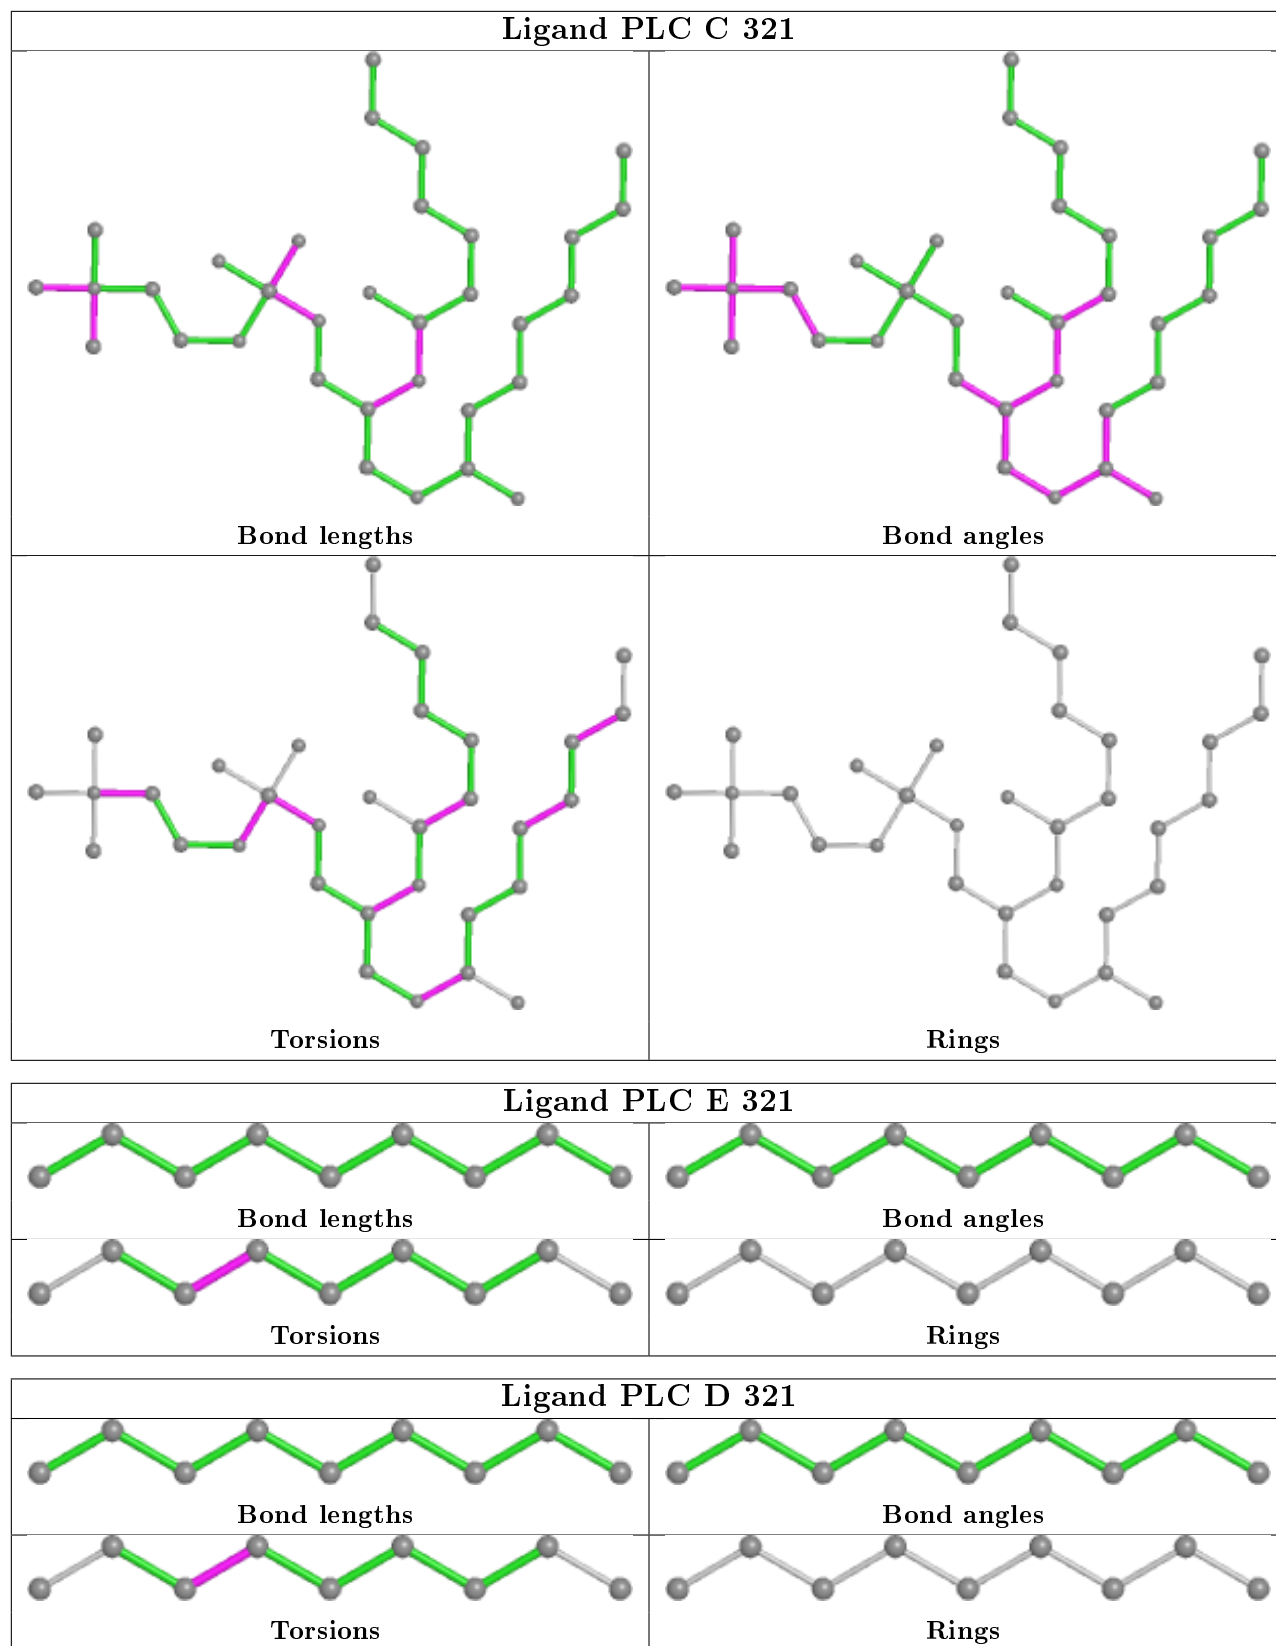 Ligand PLC C 321
Bond lengths
Bond angles
Torsions
Rings
Ligand PLC E 321
Bond lengths
Bond angles
Torsions
Rings
Ligand PLC D 321
Bond lengths
Bond angles
Torsions
Rings